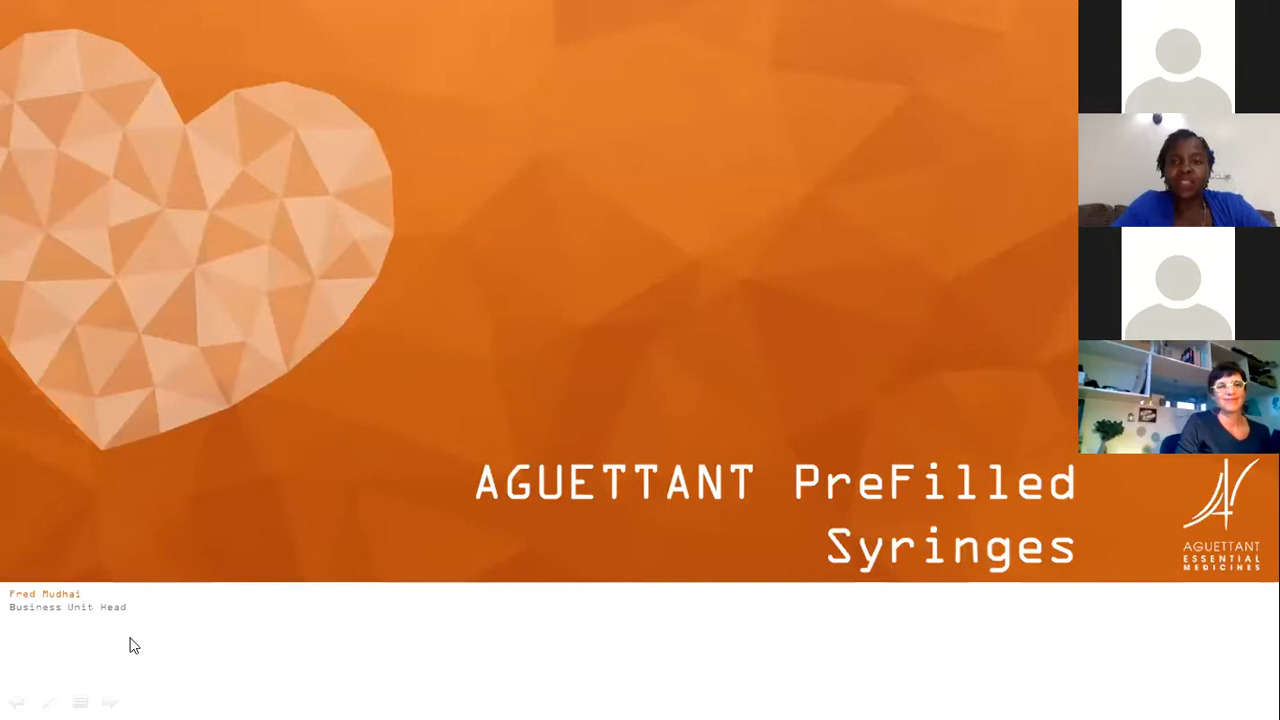 AGUETTANT PreFilled
Syringes
AGUETTANT
ESSENTIAL
MEDICINES
Fred Mudhai
Business Unit Head